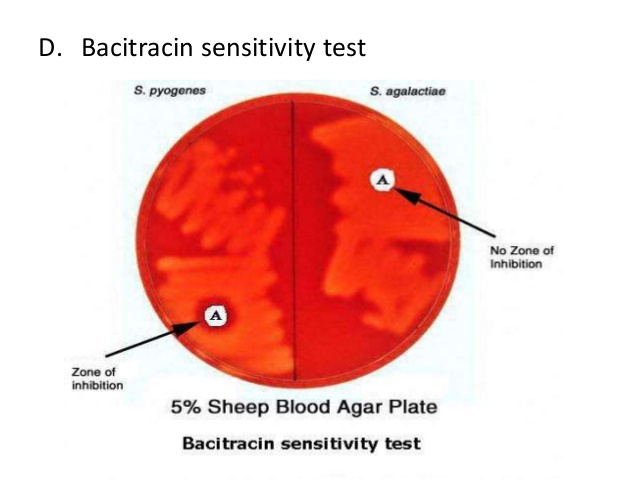 D. Bacitracin sensitivity test
S. pyogenes
S. agalactiae
A
No Zone of
Inhibition
A
Zone of
inhibition
5% Sheep Blood Agar Plate
Bacitracin sensitivity test